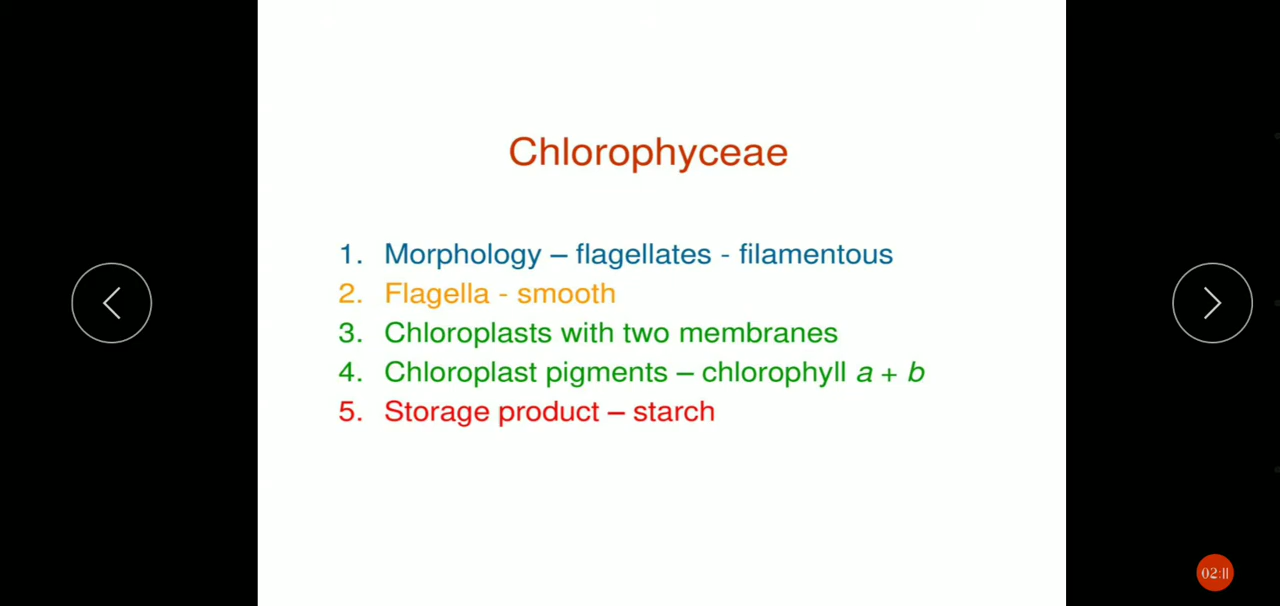 Chlorophyceae
1. Morphology – flagellates - filamentous
2. Flagella - smooth
3. Chloroplasts with two membranes
4. Chloroplast pigments – chlorophyll a + b
5. Storage product – starch
02:11